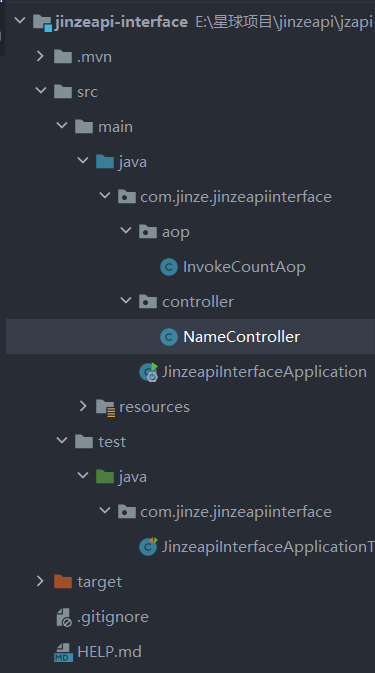 jinzeapi-interface E:\星球项目\jinzeapi\jzapi-
.mvn
src
main
java
com.jinze.jinzeapiinterface
aop
InvokeCountAop
controller
NameController
JinzeapiInterfaceApplication
resources
test
java
com.jinze.jinzeapiinterface
JinzeapiInterfaceApplicationT
target
.gitignore
HELP.md